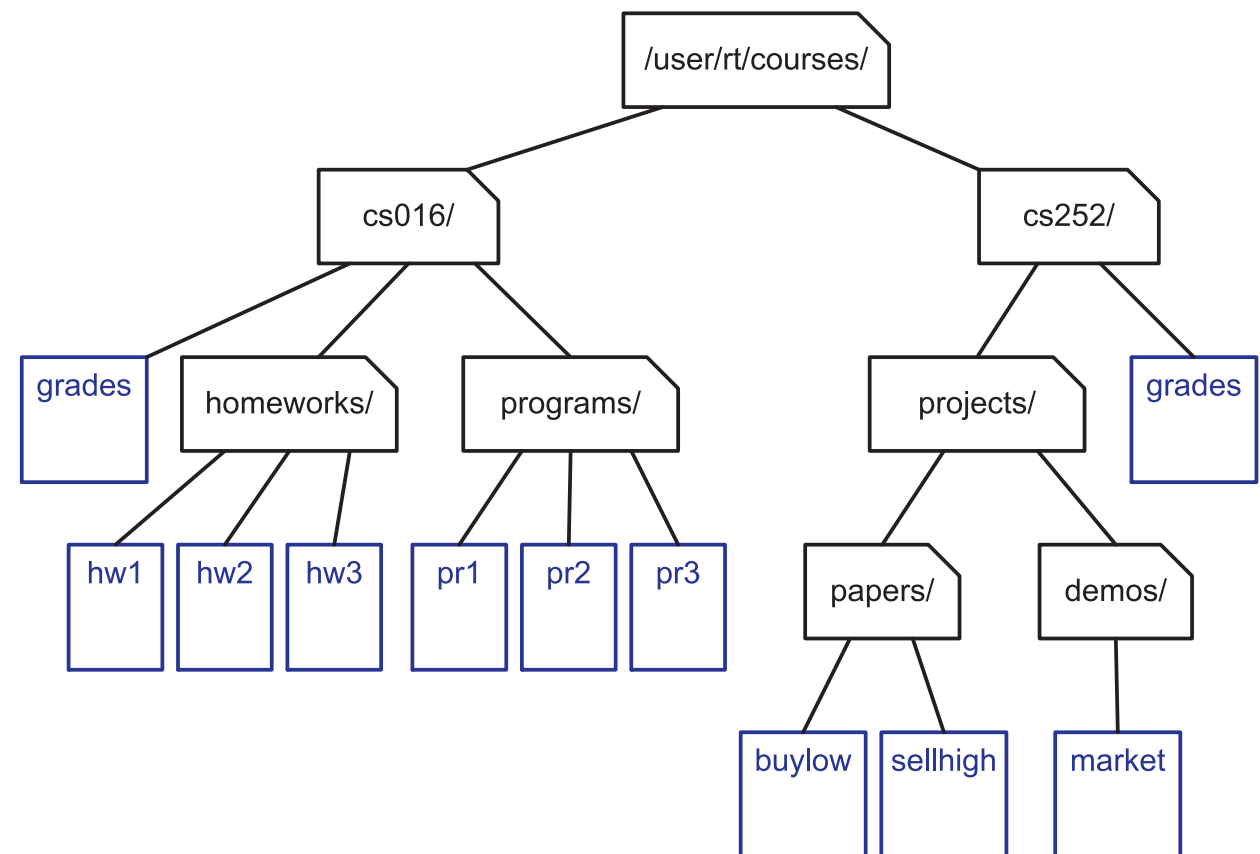 /user/rt/courses/
cs016/
cs252/
grades
homeworks/
programs/
projects/
grades
hw1
hw2
hw3
pr1
pr2
pr3
papers/
demos/
buylow
sellhigh
market